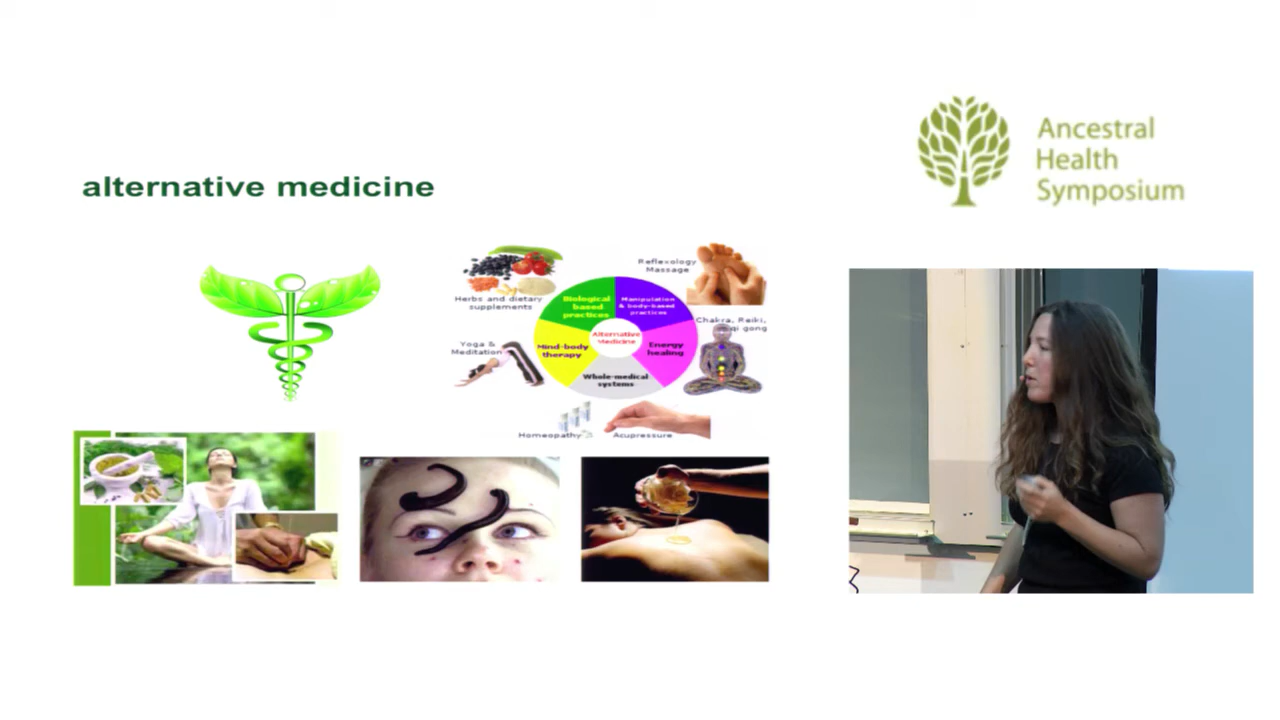 Ancestral
Health
Symposium
alternative medicine
Reflexology
Massage
Herbs and dietary
supplements
Biological
based
practices
Manipulation
& body-based
practices
Chakra, Reiki,
qi gong
Yoga &
Meditation
Mind-body
therapy
Alternative
Medicine
Energy
healing
Whole-medical
systems
Homeopathy
Acupressure